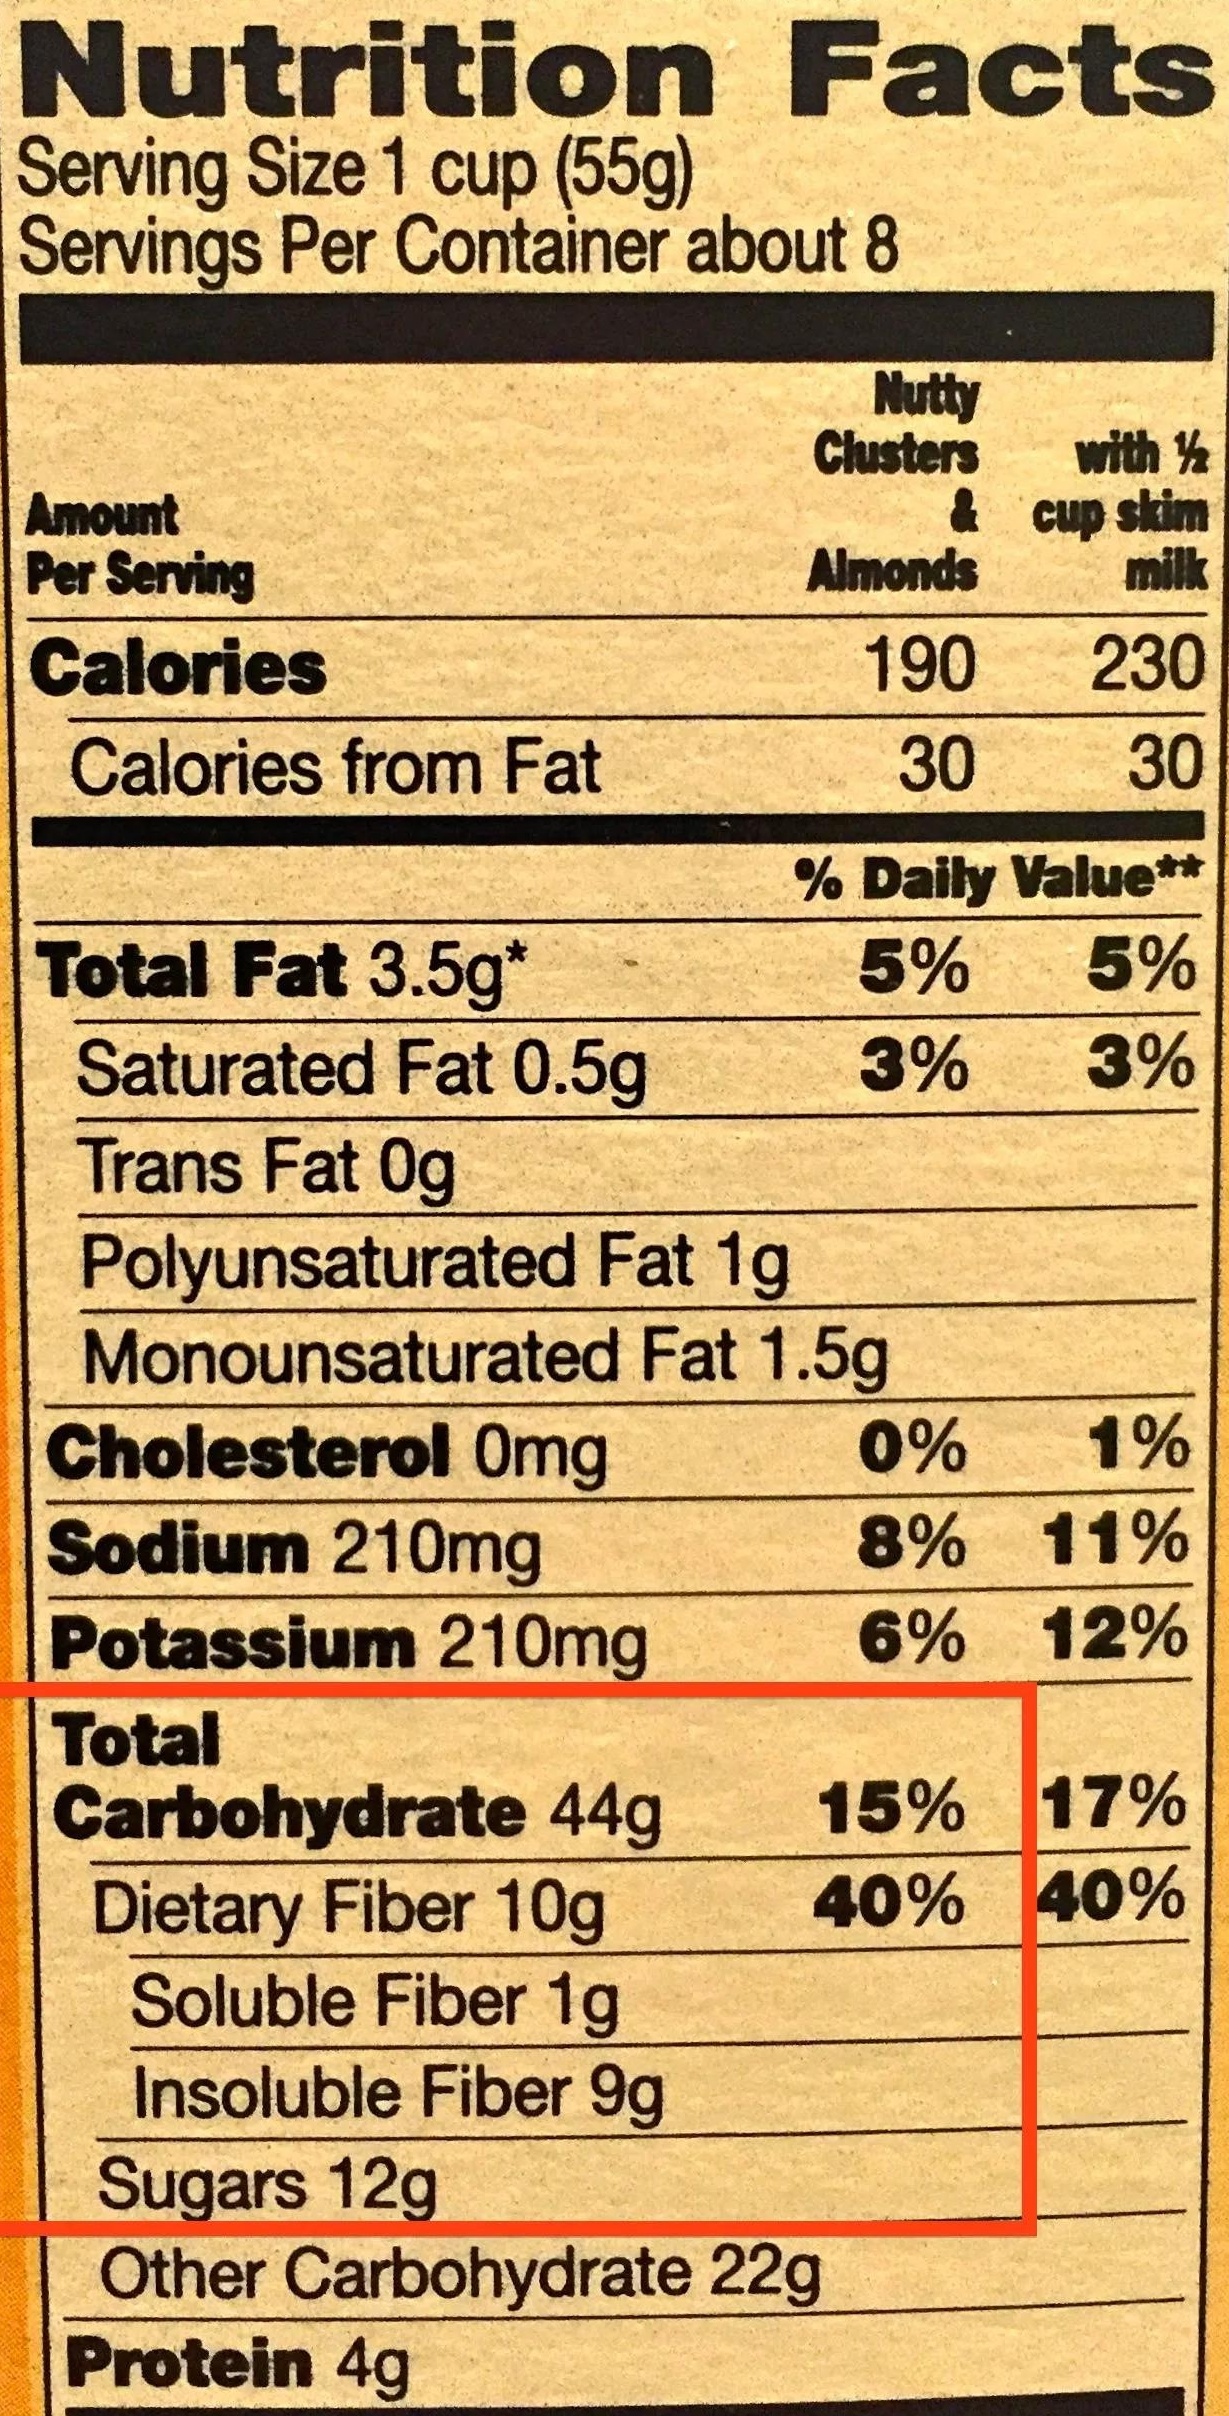 Nutrition Facts
Serving Size 1 cup (55g)
Servings Per Container about 8
Amount Per Serving
Nutty Clusters & Almonds
with ½ cup skim milk
Calories 190 230
Calories from Fat 30 30
% Daily Value**
Total Fat 3.5g* 5% 5%
Saturated Fat 0.5g 3% 3%
Trans Fat 0g
Polyunsaturated Fat 1g
Monounsaturated Fat 1.5g
Cholesterol 0mg 0% 1%
Sodium 210mg 8% 11%
Potassium 210mg 6% 12%
Total
Carbohydrate 44g 15% 17%
Dietary Fiber 10g 40% 40%
Soluble Fiber 1g
Insoluble Fiber 9g
Sugars 12g
Other Carbohydrate 22g
Protein 4g